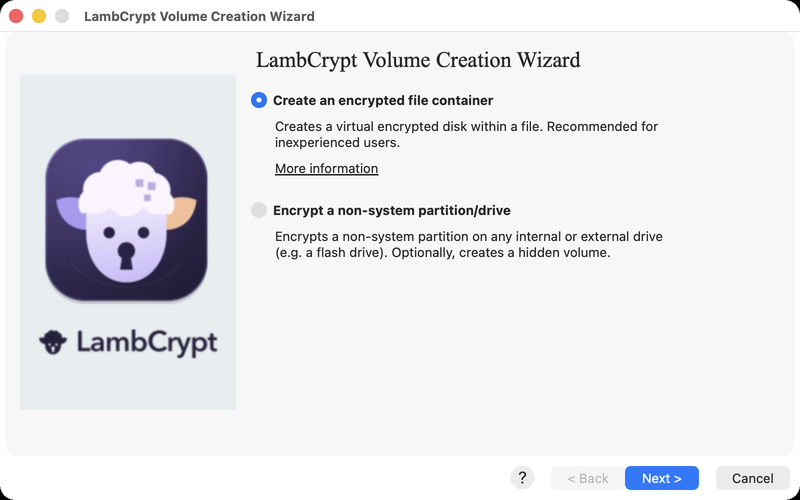 LambCrypt Volume Creation Wizard
LambCrypt Volume Creation Wizard
Create an encrypted file container
Creates a virtual encrypted disk within a file. Recommended for
inexperienced users.
More information
Encrypt a non-system partition/drive
Encrypts a non-system partition on any internal or external drive
(e.g. a flash drive). Optionally, creates a hidden volume.
LambCrypt
?
< Back
Next >
Cancel